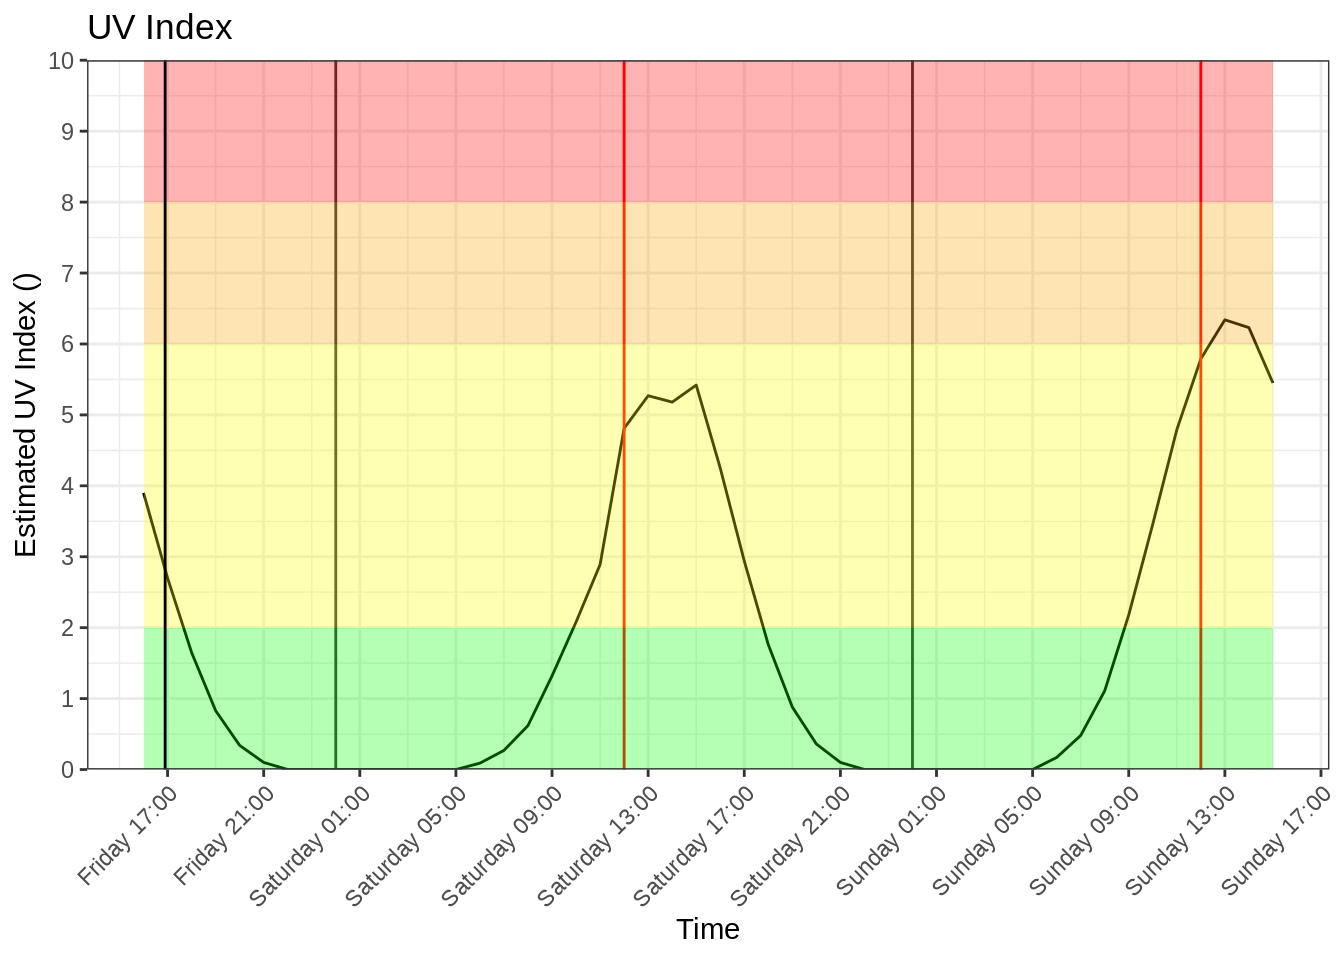 UV Index
Estimated UV Index ()
10
9
8
7
6
5
4
3
2
1
0
Friday 17:00
Friday 21:00
Saturday 01:00
Saturday 05:00
Saturday 09:00
Saturday 13:00
Saturday 17:00
Saturday 21:00
Sunday 01:00
Sunday 05:00
Sunday 09:00
Sunday 13:00
Sunday 17:00
Time